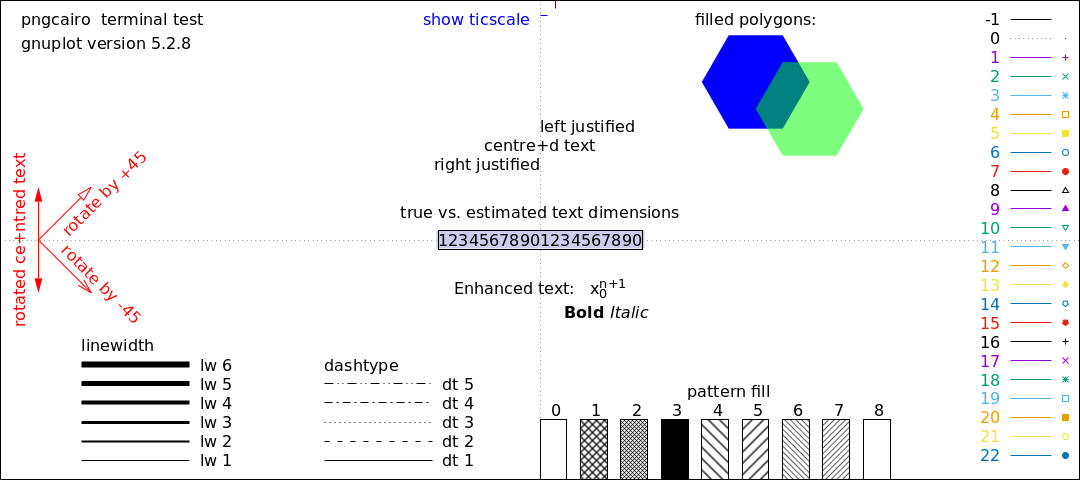 pngcairo  terminal test
gnuplot version 5.2.8
show ticscale
filled polygons:
left justified
centre+d text
right justified
rotated ce+ntred text
rotate by +45
rotate by -45
true vs. estimated text dimensions
12345678901234567890
Enhanced text:   x₀ⁿ⁺¹
Bold Italic
linewidth
lw 6
lw 5
lw 4
lw 3
lw 2
lw 1
dashtype
dt 5
dt 4
dt 3
dt 2
dt 1
pattern fill
0 1 2 3 4 5 6 7 8
-1
0
1
2
3
4
5
6
7
8
9
10
11
12
13
14
15
16
17
18
19
20
21
22